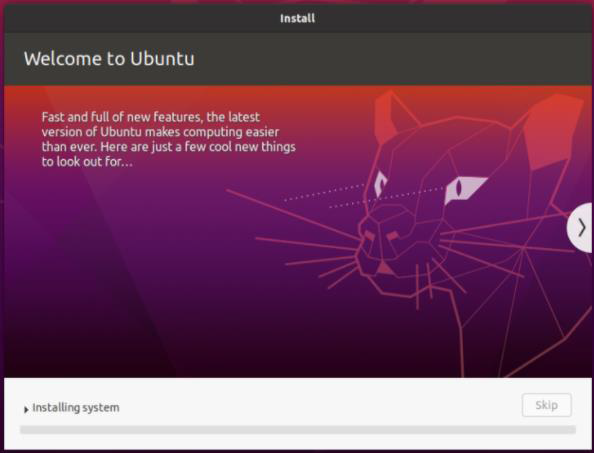 Install
Welcome to Ubuntu
Fast and full of new features, the latest
version of Ubuntu makes computing easier
than ever. Here are just a few cool new things
to look out for...
Installing system
Skip